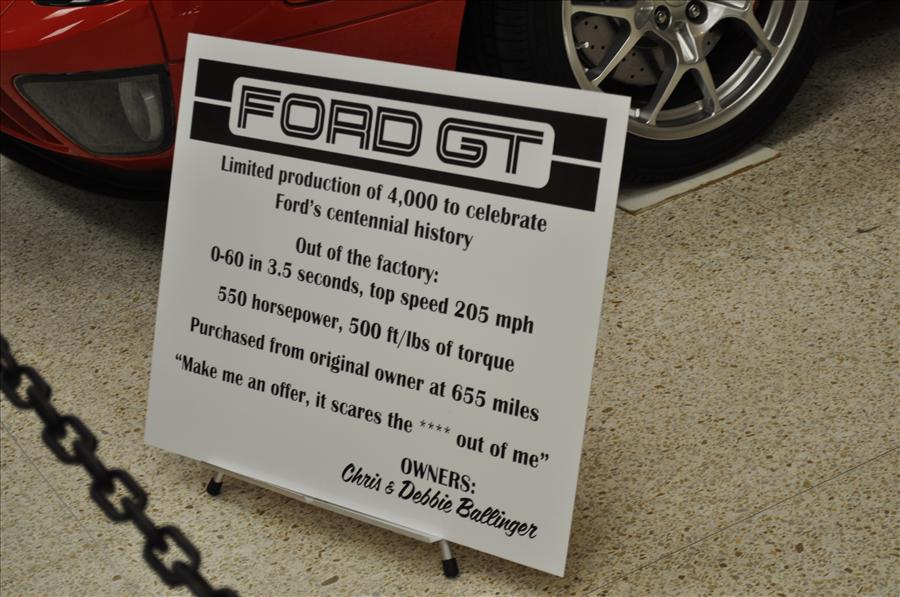 FORD GT
Limited production of 4,000 to celebrate
Ford's centennial history
Out of the factory:
0-60 in 3.5 seconds, top speed 205 mph
550 horsepower, 500 ft/lbs of torque
Purchased from original owner at 655 miles
“Make me an offer, it scares the **** out of me”
OWNERS:
Chris & Debbie Ballinger